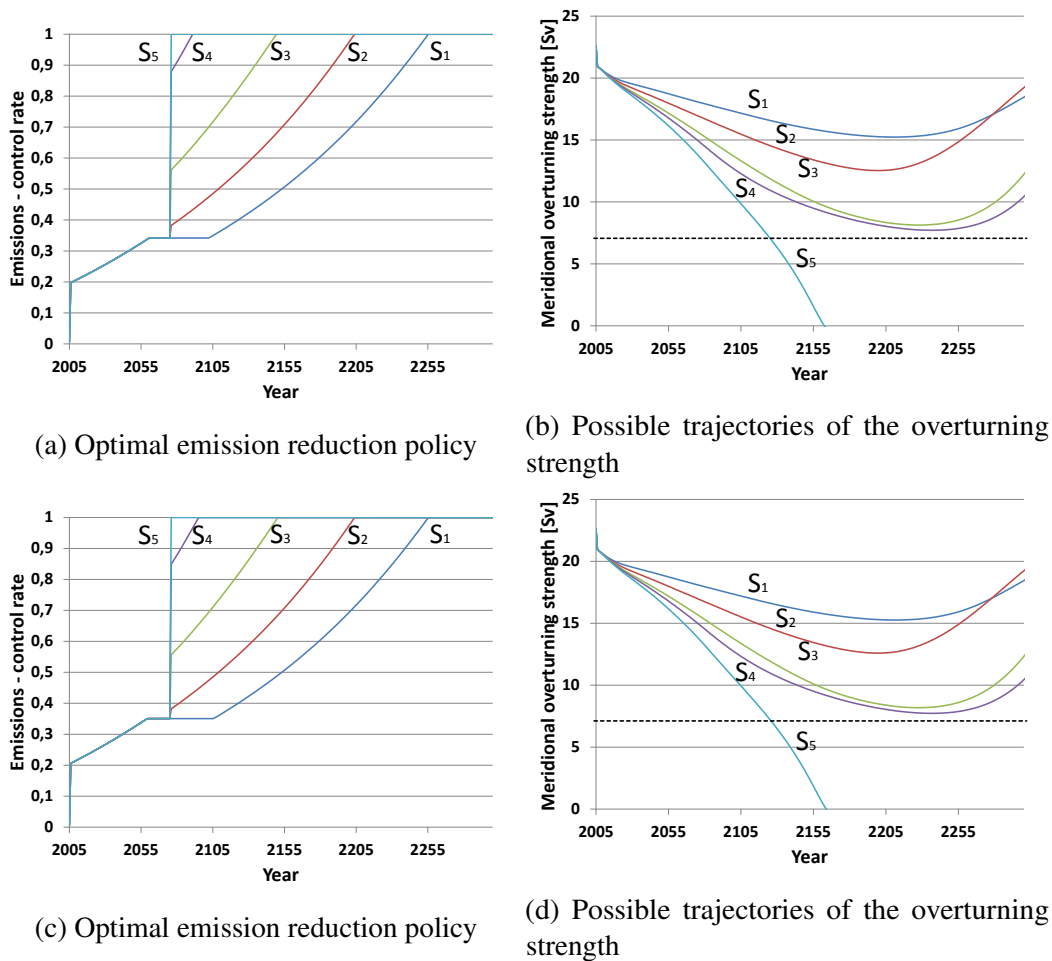 Emissions - control rate
1
0,9
0,8
0,7
0,6
0,5
0,4
0,3
0,2
0,1
0
S5 S4 S3 S2 S1
2005 2055 2105 2155 2205 2255
Year
(a) Optimal emission reduction policy
Meridional overturning strength [Sv]
25
20
15
10
5
0
S1
S2
S3
S4
S5
2005 2055 2105 2155 2205 2255
Year
(b) Possible trajectories of the overturning
strength
Emissions - control rate
1
0,9
0,8
0,7
0,6
0,5
0,4
0,3
0,2
0,1
0
S5 S4 S3 S2 S1
2005 2055 2105 2155 2205 2255
Year
(c) Optimal emission reduction policy
Meridional overturning strength [Sv]
25
20
15
10
5
0
S1
S2
S3
S4
S5
2005 2055 2105 2155 2205 2255
Year
(d) Possible trajectories of the overturning
strength